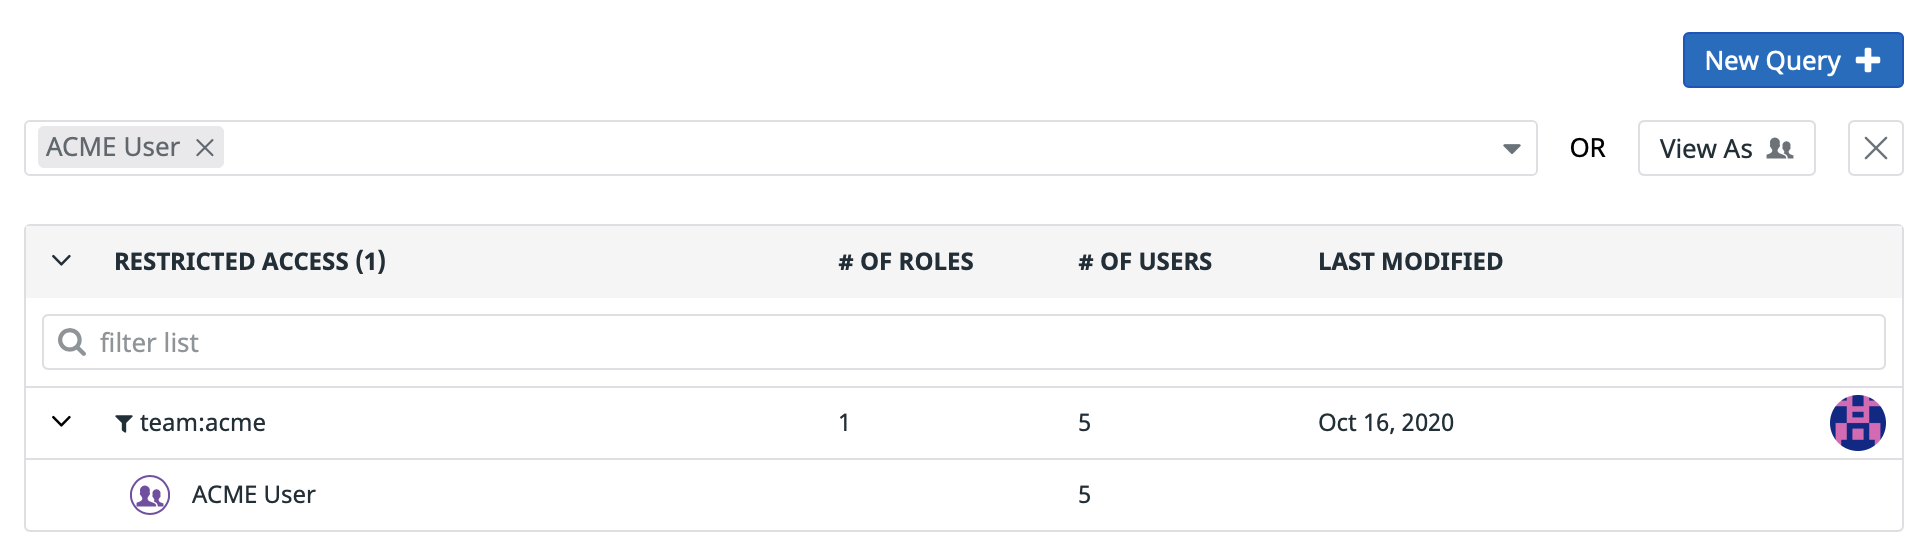 New Query
ACME User
OR
View As
RESTRICTED ACCESS (1) # OF ROLES # OF USERS LAST MODIFIED
filter list
team:acme 1 5 Oct 16, 2020
ACME User 5